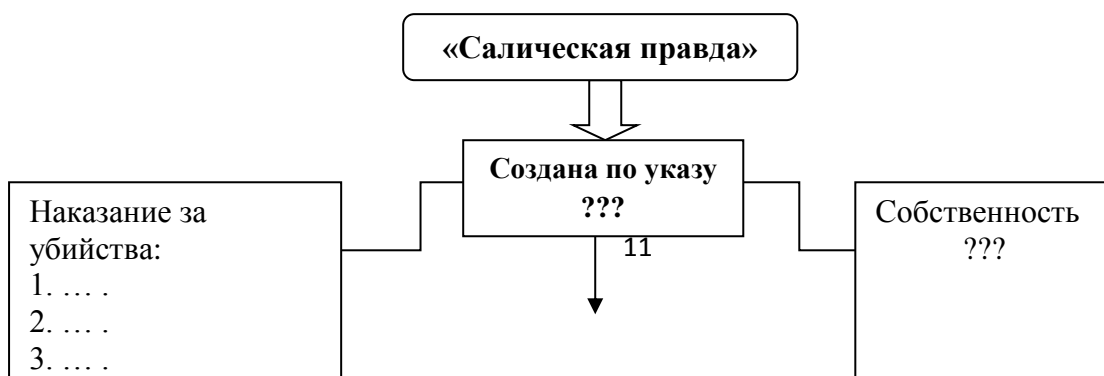 «Салическая правда»
Создана по указу
???
Наказание за
убийства:
1. … .
2. … .
3. … .
11
Собственность
???